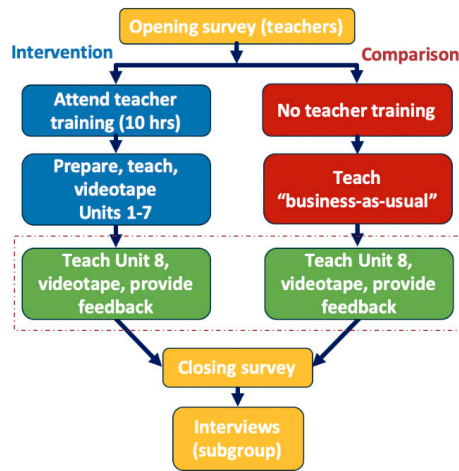 Opening survey (teachers)
Intervention
Comparison
Attend teacher
training (10 hrs)
No teacher training
Prepare, teach,
videotape
Units 1-7
Teach
“business-as-usual”
Teach Unit 8,
videotape, provide
feedback
Teach Unit 8,
videotape, provide
feedback
Closing survey
Interviews
(subgroup)